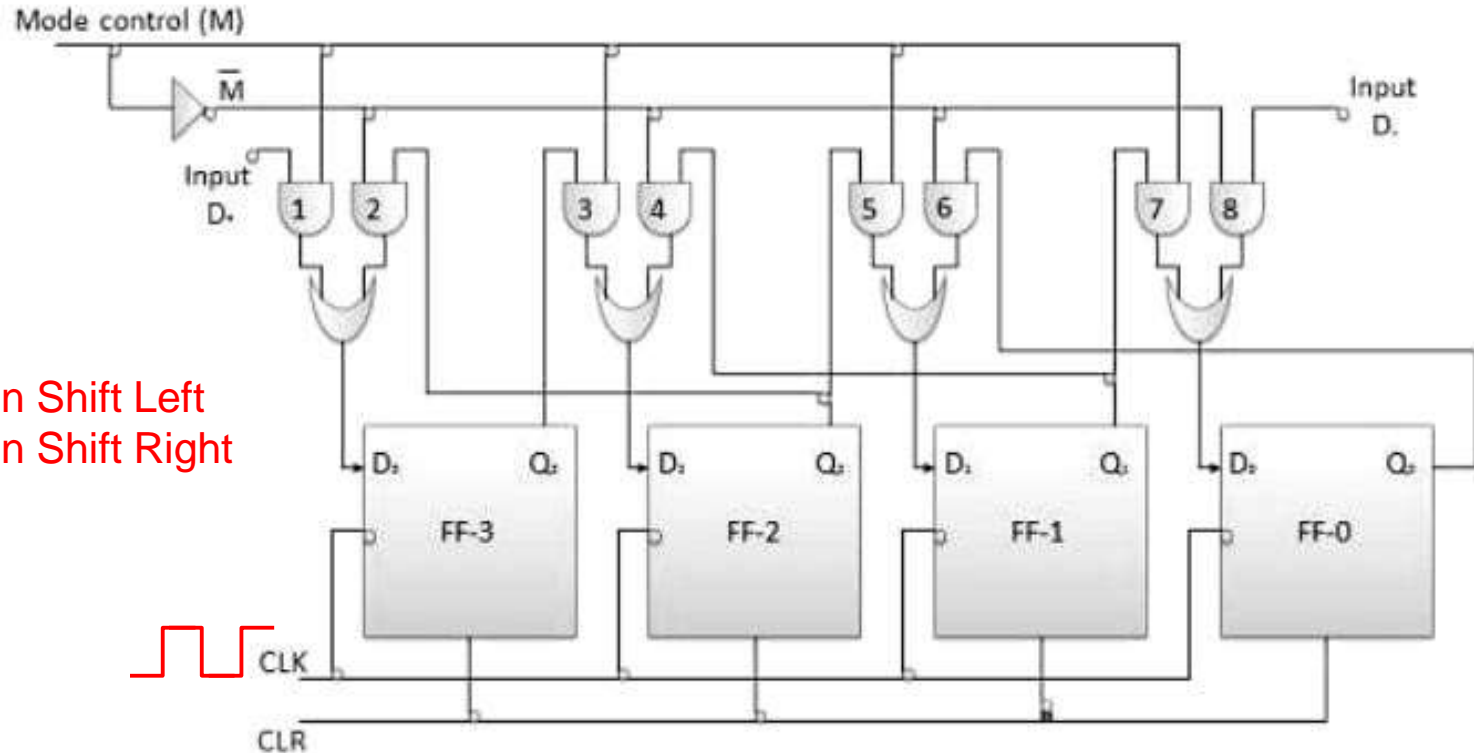 Mode control (M)
M
Input
D
Input
D
1 2 3 4 5 6 7 8
n Shift Left
n Shift Right
D Q D Q D Q D Q
FF-3 FF-2 FF-1 FF-0
CLK
CLR